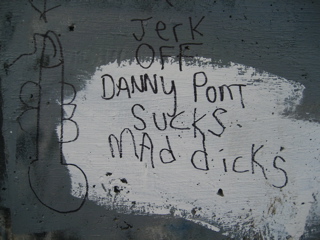 Jerk
OFF
DANNY PONT
SUCKS.
MAd dicks